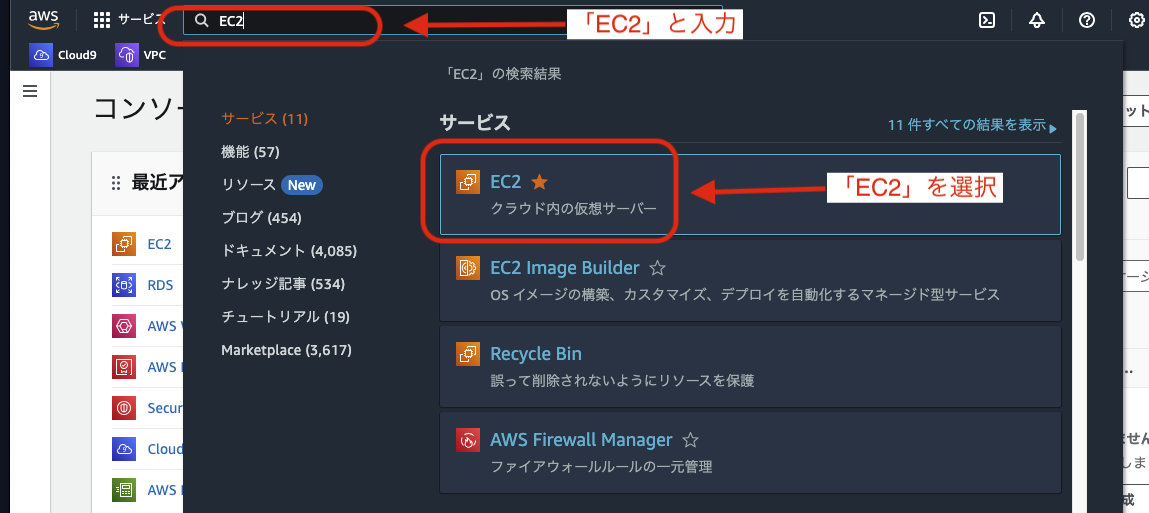 aws
サービス
EC2
「EC2」と入力
Cloud9
VPC
「EC2」の検索結果
サービス (11)
機能 (57)
リソース New
ブログ (454)
ドキュメント (4,085)
ナレッジ記事 (534)
チュートリアル (19)
Marketplace (3,617)
サービス
11 件すべての結果を表示
EC2
クラウド内の仮想サーバー
「EC2」を選択
EC2 Image Builder
OS イメージの構築、カスタマイズ、デプロイを自動化するマネージド型サービス
Recycle Bin
誤って削除されないようにリソースを保護
AWS Firewall Manager
ファイアウォールルールの一元管理
コンソ
最近ア
EC2
RDS
AWS
AWS
Secur
Cloud
AWS
ット
ません
しま
成